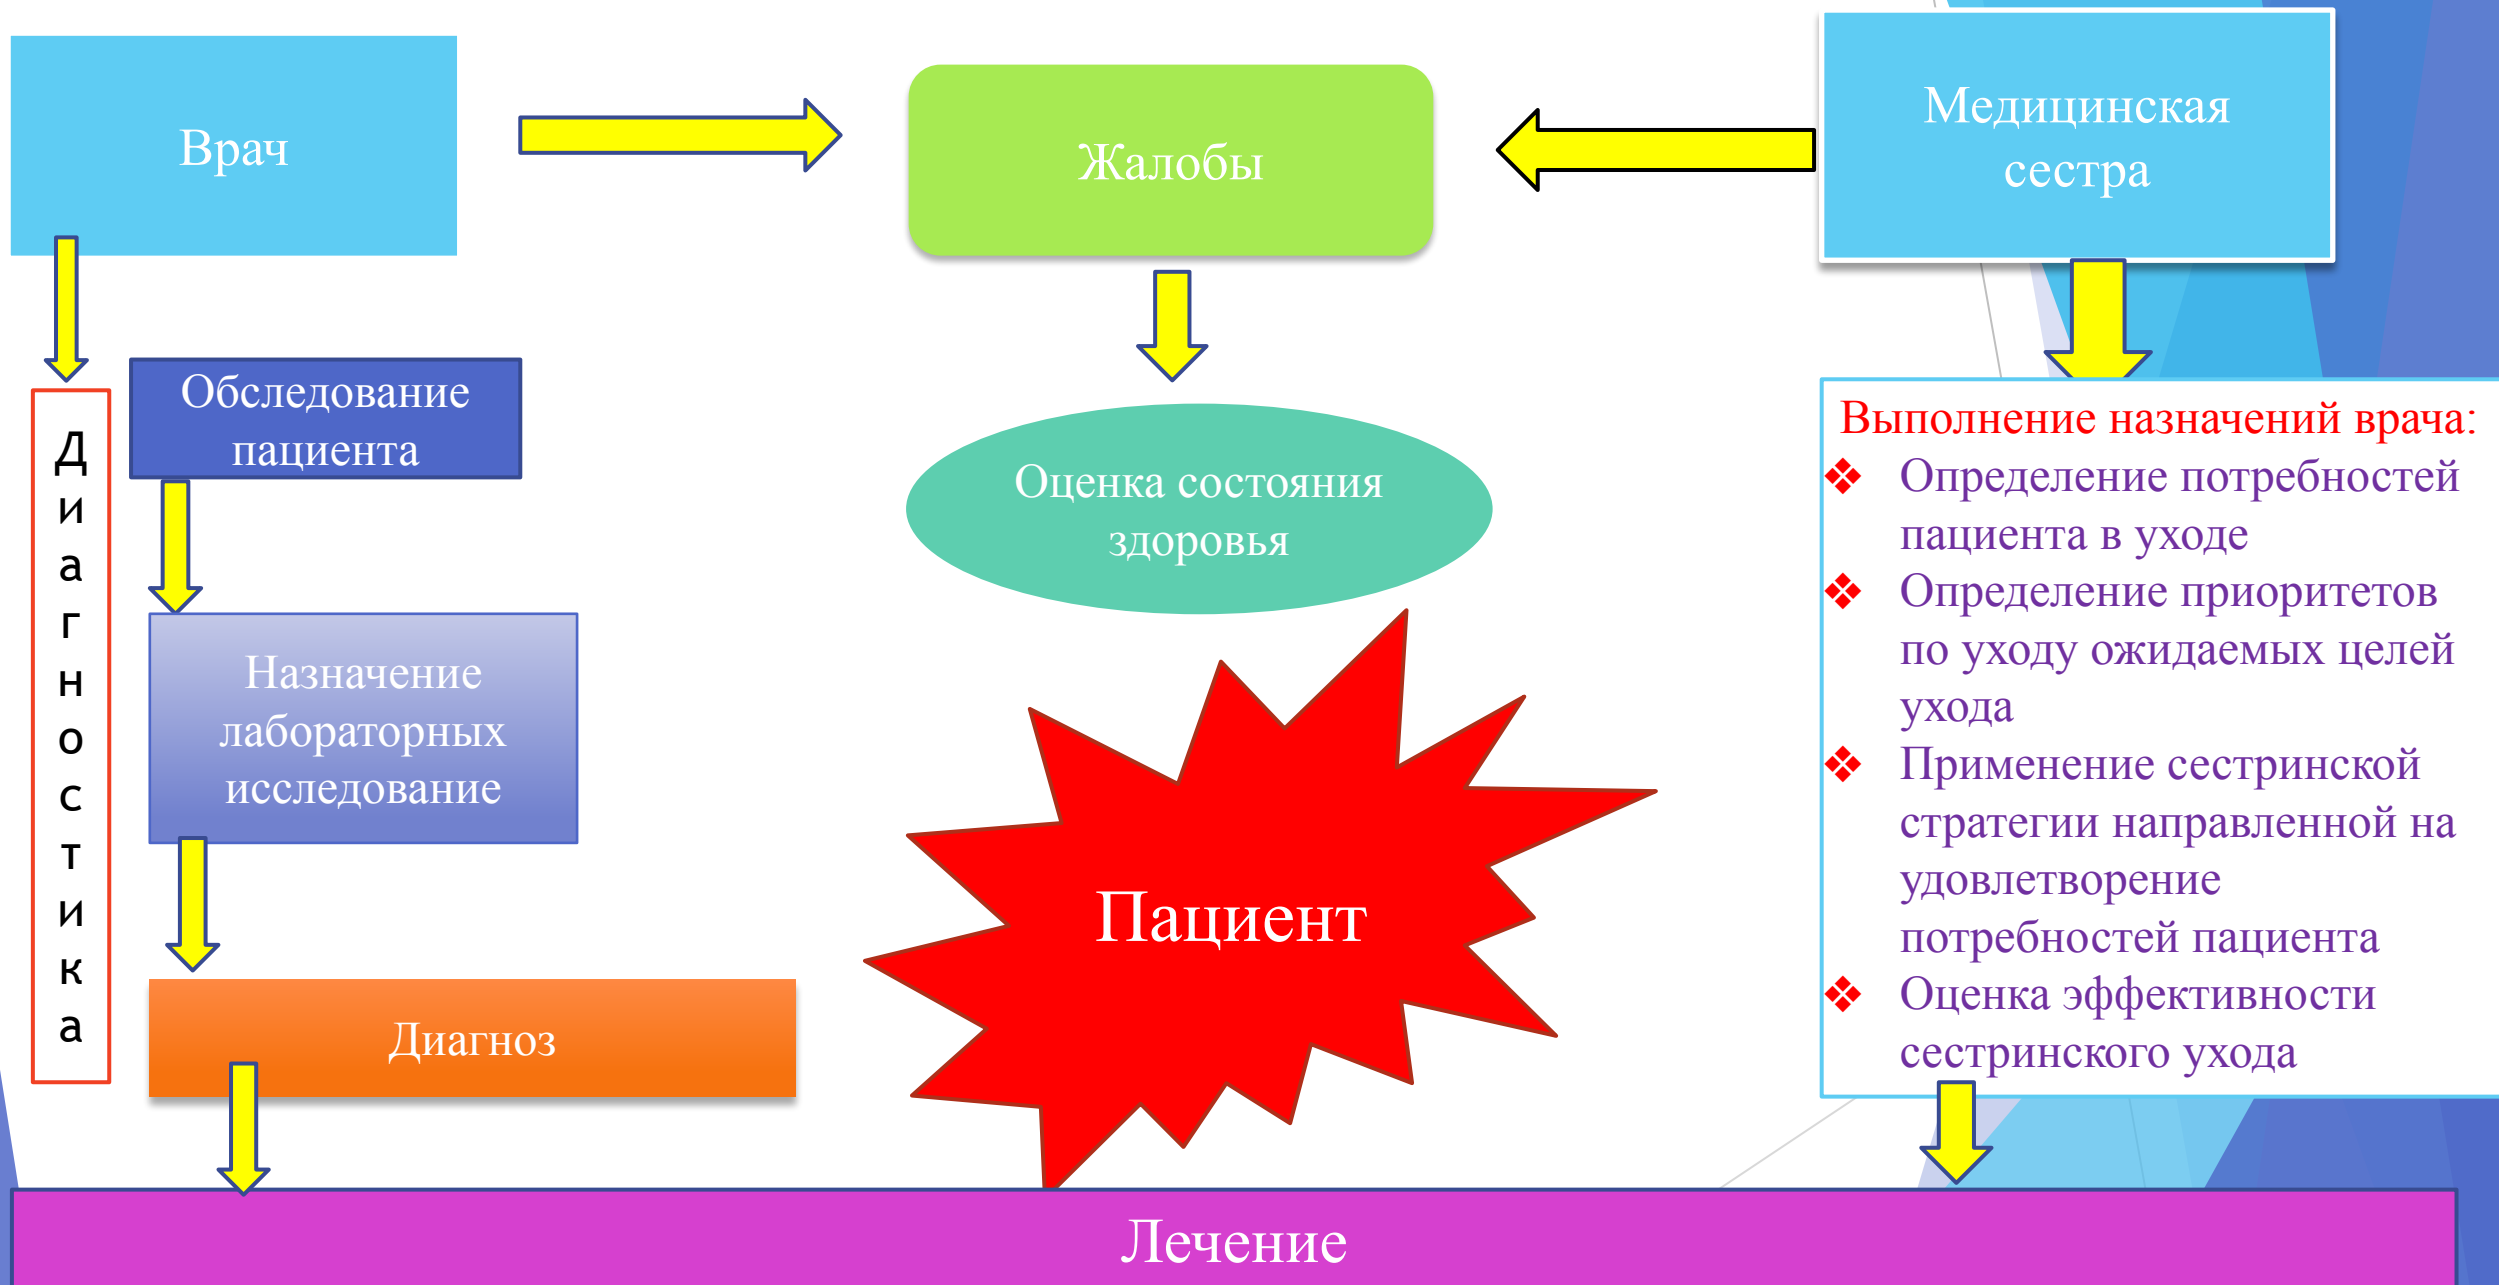 Врач
Жалобы
Медицинская
сестра
Диагностика
Обследование
пациента
Назначение
лабораторных
исследование
Диагноз
Оценка состояния
здоровья
Пациент
Выполнение назначений врача:
Определение потребностей
пациента в уходе
Определение приоритетов
по уходу ожидаемых целей
ухода
Применение сестринской
стратегии направленной на
удовлетворение
потребностей пациента
Оценка эффективности
сестринского ухода
Лечение